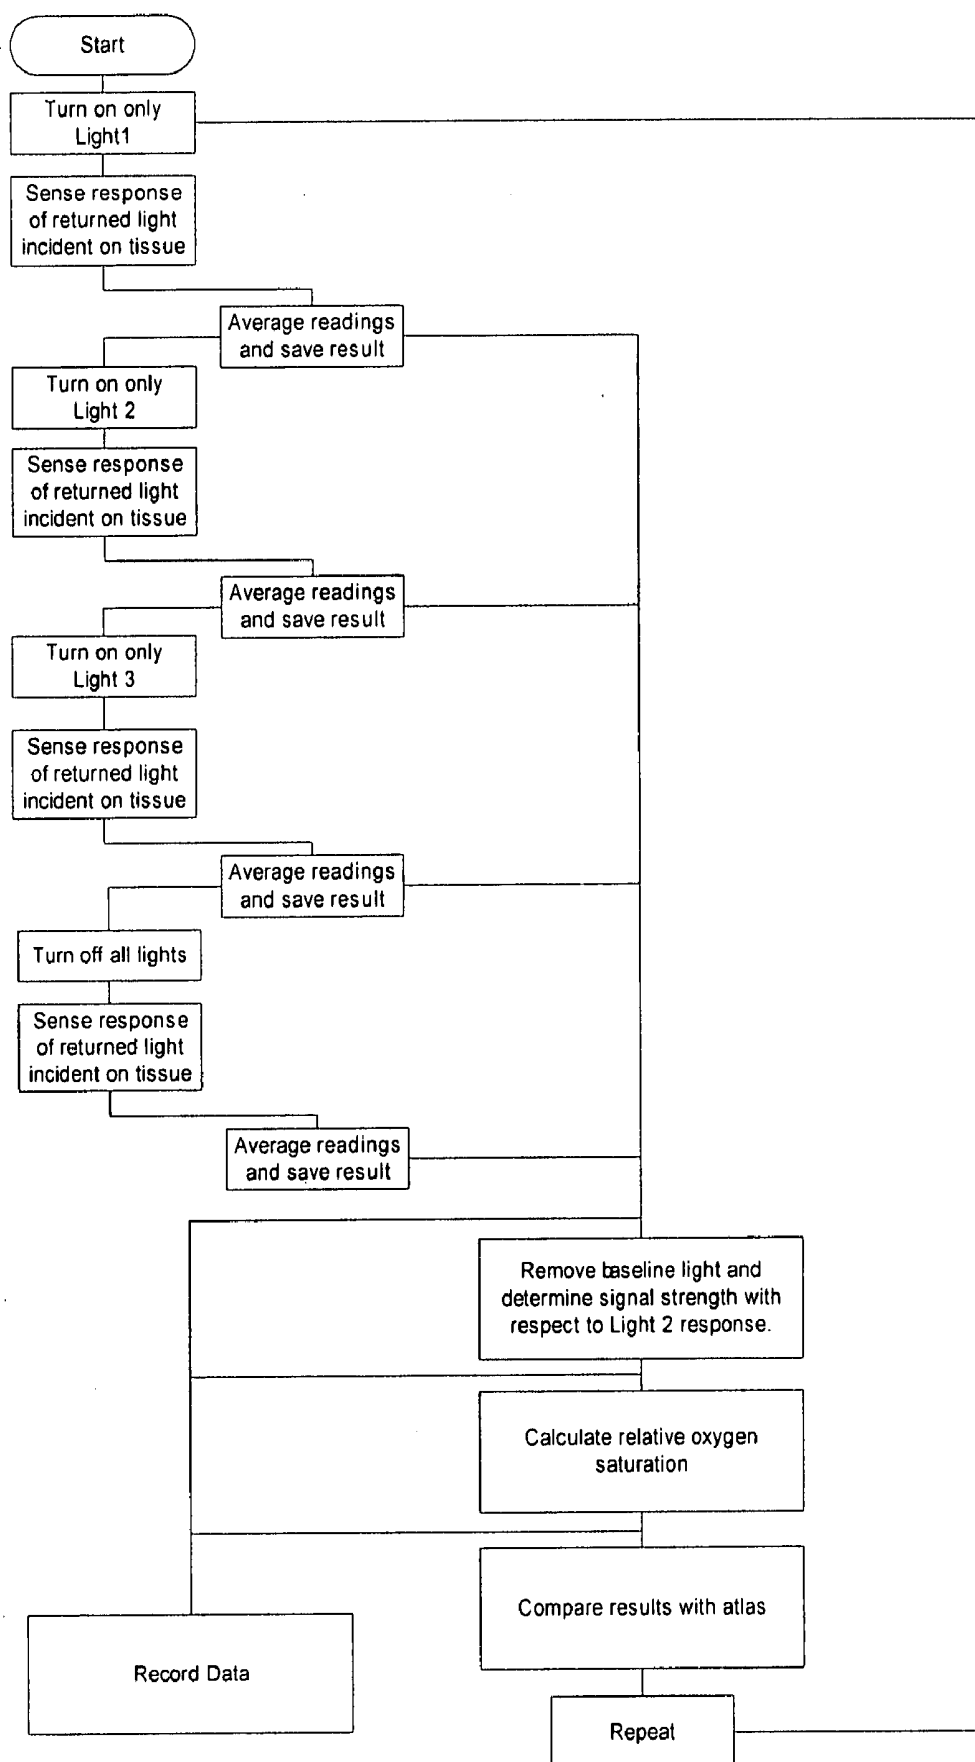 Start
Turn on only
Light1
Sense response
of returned light
incident on tissue
Average readings
and save result
Turn on only
Light 2
Sense response
of returned light
incident on tissue
Average readings
and save result
Turn on only
Light 3
Sense response
of returned light
incident on tissue
Average readings
and save result
Turn off all lights
Sense response
of returned light
incident on tissue
Average readings
and save result
Remove baseline light and
determine signal strength with
respect to Light 2 response.
Calculate relative oxygen
saturation
Compare results with atlas
Record Data
Repeat